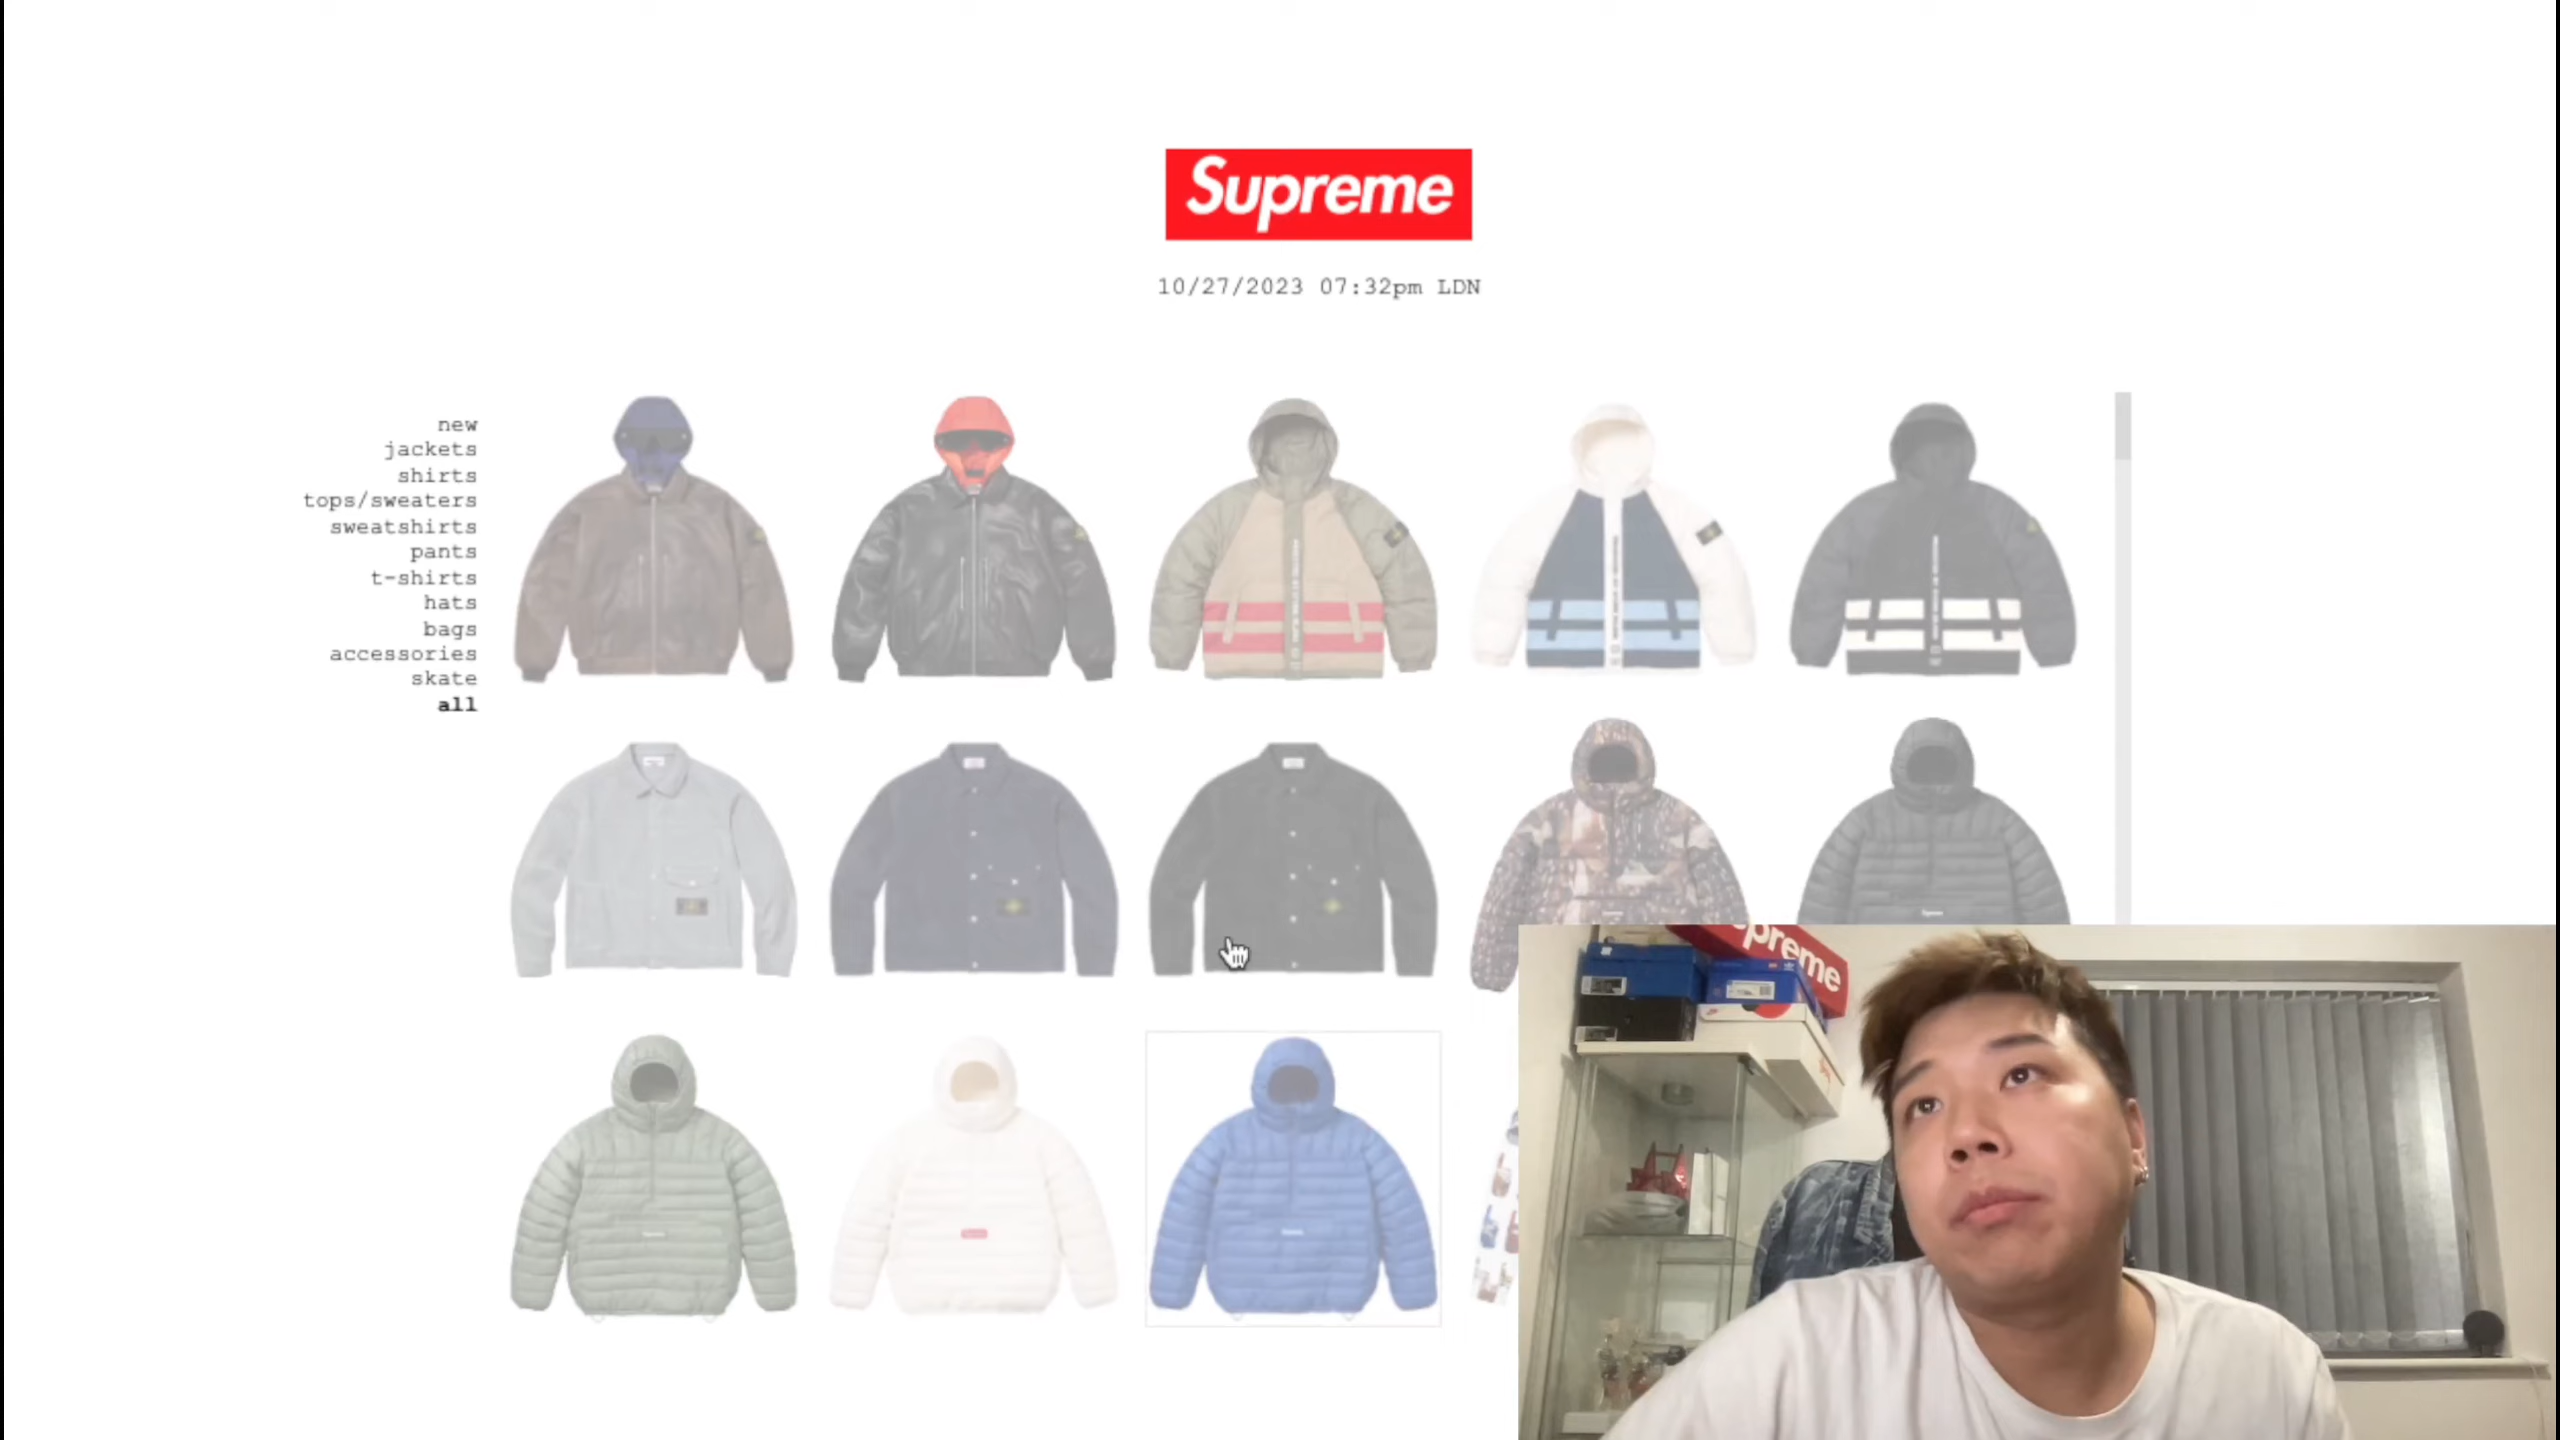 Supreme
10/27/2023 07:32pm LDN
new
jackets
shirts
tops/sweaters
sweatshirts
pants
t-shirts
hats
bags
accessories
skate
all
preme